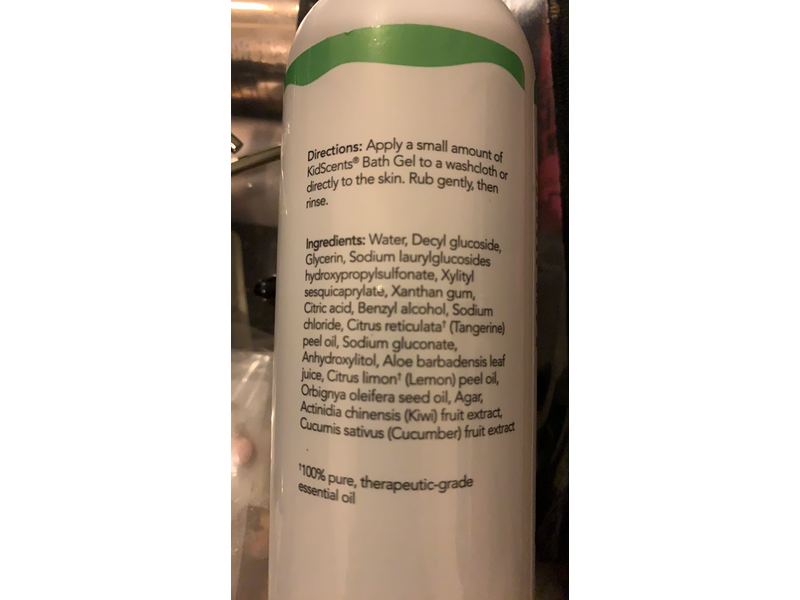 Directions: Apply a small amount of
KidScents® Bath Gel to a washcloth or
directly to the skin. Rub gently, then
rinse.
Ingredients: Water, Decyl glucoside,
Glycerin, Sodium laurylglucosides
hydroxypropylsulfonate, Xylityl
sesquicaprylate, Xanthan gum,
Citric acid, Benzyl alcohol, Sodium
chloride, Citrus reticulata† (Tangerine)
peel oil, Sodium gluconate,
Anhydroxylitol, Aloe barbadensis leaf
juice, Citrus limon† (Lemon) peel oil,
Orbignya oleifera seed oil, Agar,
Actinidia chinensis (Kiwi) fruit extract,
Cucumis sativus (Cucumber) fruit extract
†100% pure, therapeutic-grade
essential oil